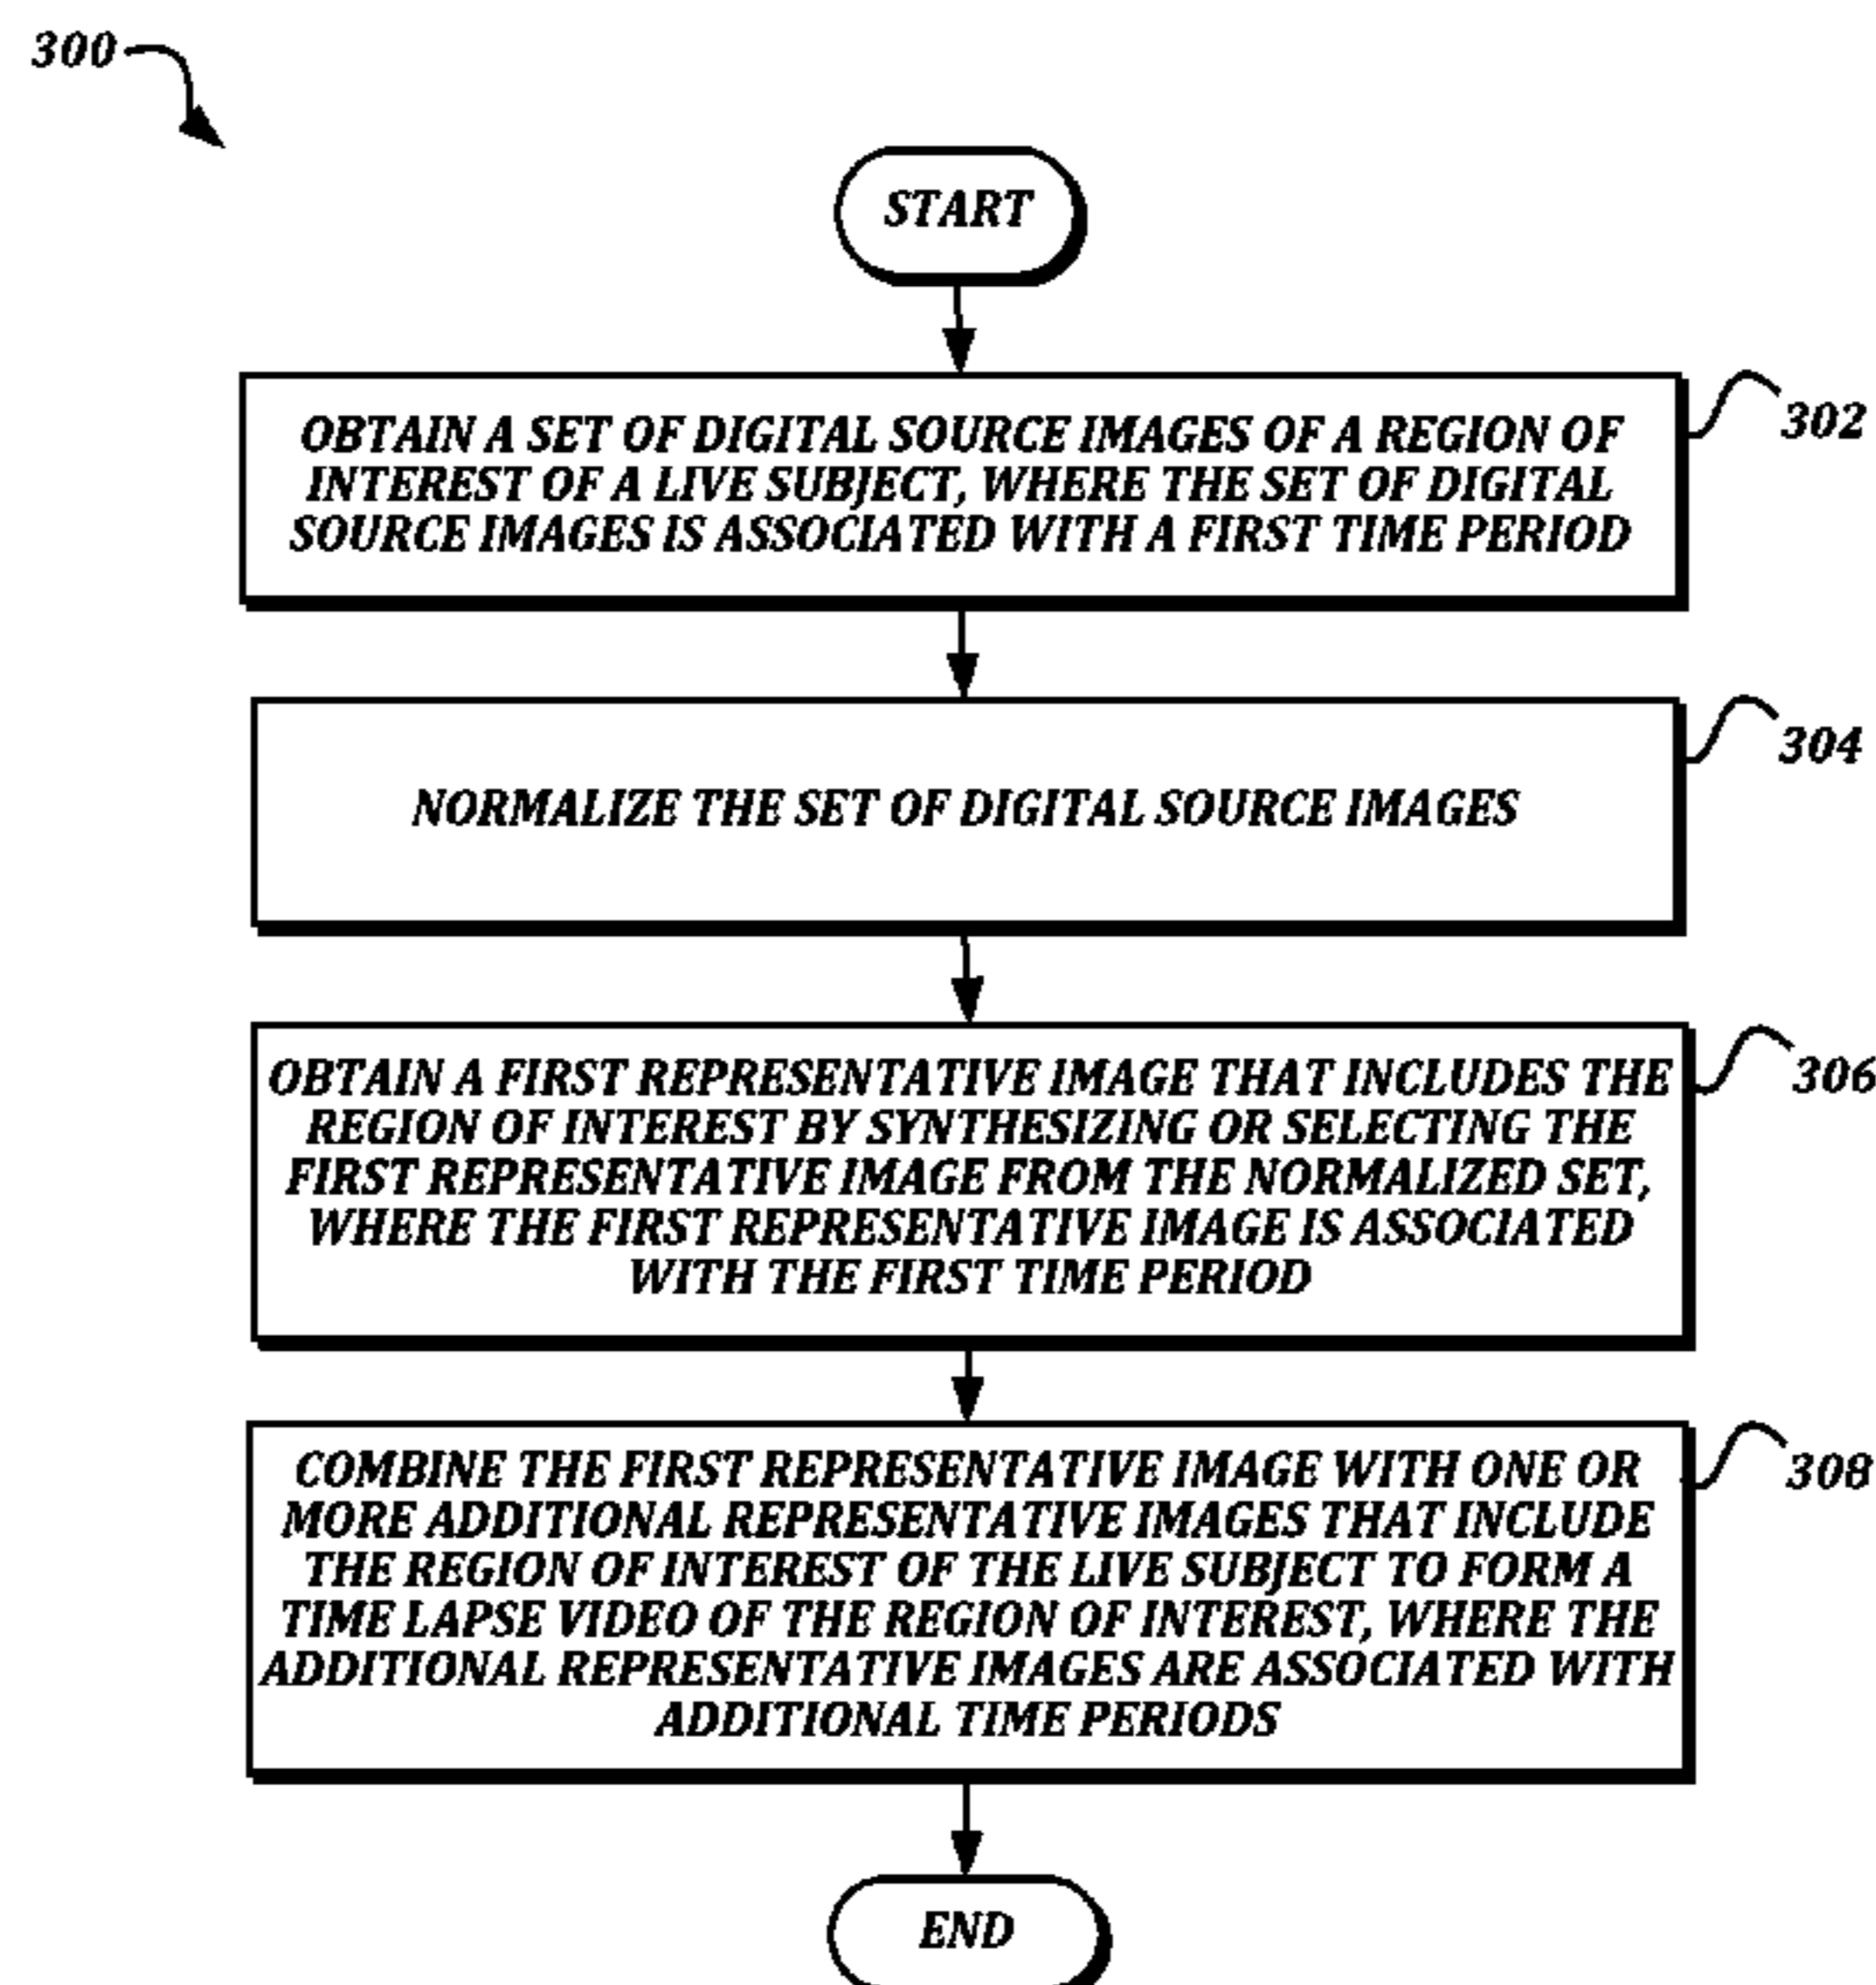 300
START
OBTAIN A SET OF DIGITAL SOURCE IMAGES OF A REGION OF
INTEREST OF A LIVE SUBJECT, WHERE THE SET OF DIGITAL
SOURCE IMAGES IS ASSOCIATED WITH A FIRST TIME PERIOD
302
NORMALIZE THE SET OF DIGITAL SOURCE IMAGES
304
OBTAIN A FIRST REPRESENTATIVE IMAGE THAT INCLUDES THE
REGION OF INTEREST BY SYNTHESIZING OR SELECTING THE
FIRST REPRESENTATIVE IMAGE FROM THE NORMALIZED SET,
WHERE THE FIRST REPRESENTATIVE IMAGE IS ASSOCIATED
WITH THE FIRST TIME PERIOD
306
COMBINE THE FIRST REPRESENTATIVE IMAGE WITH ONE OR
MORE ADDITIONAL REPRESENTATIVE IMAGES THAT INCLUDE
THE REGION OF INTEREST OF THE LIVE SUBJECT TO FORM A
TIME LAPSE VIDEO OF THE REGION OF INTEREST, WHERE THE
ADDITIONAL REPRESENTATIVE IMAGES ARE ASSOCIATED WITH
ADDITIONAL TIME PERIODS
308
END